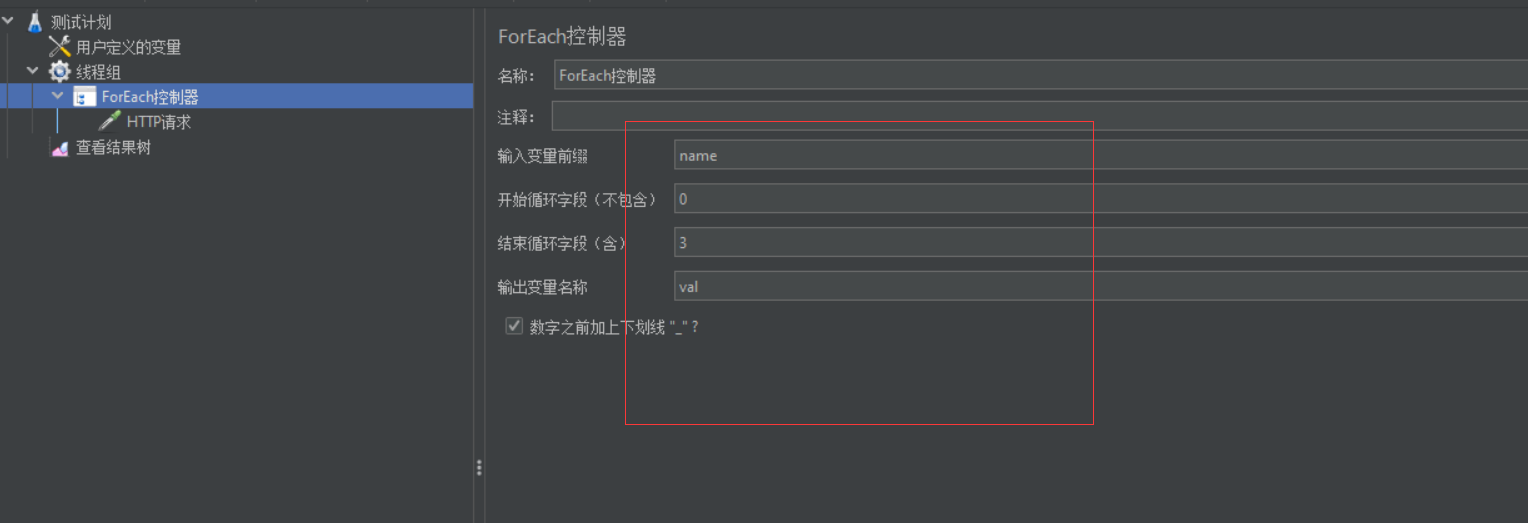 测试计划
用户定义的变量
线程组
ForEach控制器
HTTP请求
查看结果树
ForEach控制器
名称： ForEach控制器
注释：
输入变量前缀 name
开始循环字段（不包含） 0
结束循环字段（含） 3
输出变量名称 val
数字之前加上下划线 "_" ?